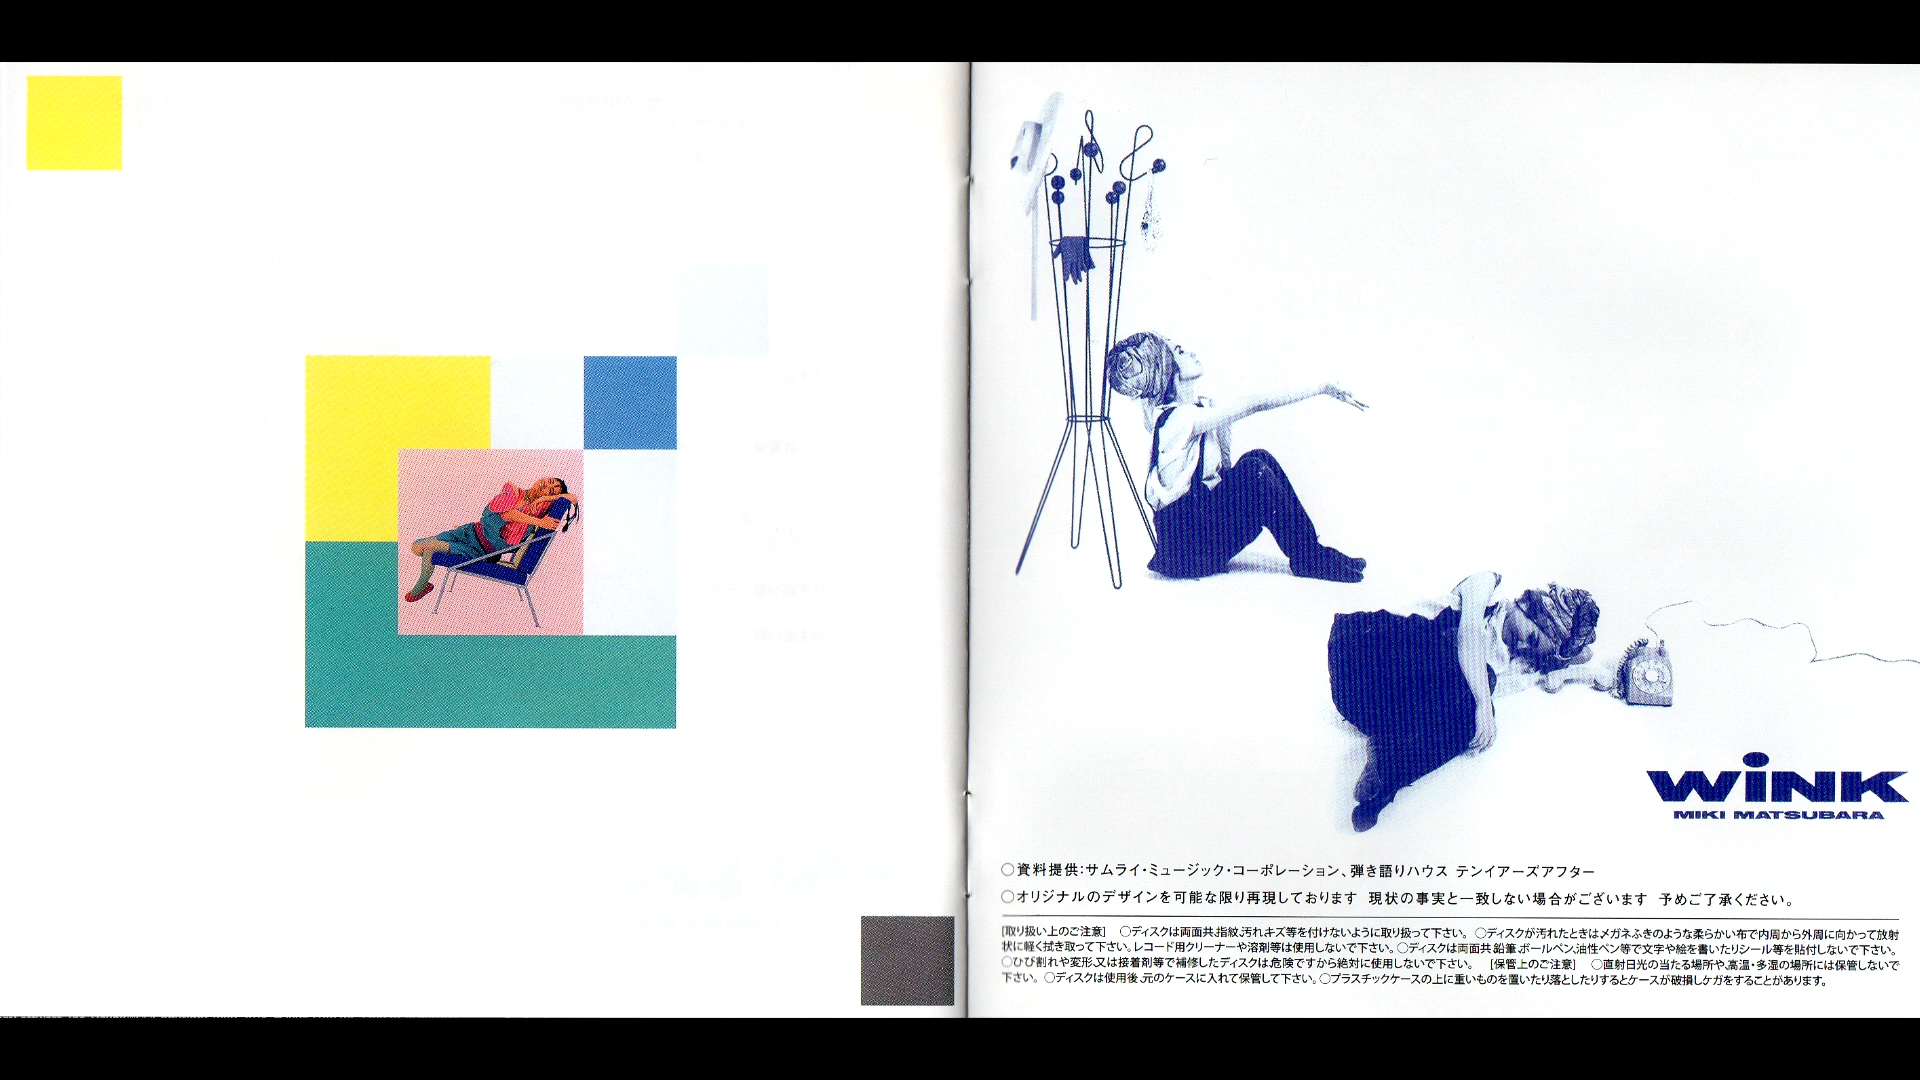 WiNK
MIKI MATSUBARA
○資料提供:サムライ・ミュージック・コーポレーション、弾き語りハウス テンイアーズアフター
○オリジナルのデザインを可能な限り再現しております 現状の事実と一致しない場合がございます 予めご了承ください。
[取り扱い上のご注意] ○ディスクは両面共、指紋、汚れ、キズ等を付けないように取り扱って下さい。○ディスクが汚れたときはメガネふきのような柔らかい布で内周から外周に向かって放射
状に軽く拭き取って下さい。レコード用クリーナーや溶剤等は使用しないで下さい。○ディスクは両面共、鉛筆、ボールペン、油性ペン等で文字や絵を書いたりシール等を貼付しないで下さい。
○ひび割れや変形、又は接着剤等で補修したディスクは、危険ですから絶対に使用しないで下さい。 [保管上のご注意] ○直射日光の当たる場所や、高温・多湿の場所には保管しないで
下さい。○ディスクは使用後、元のケースに入れて保管して下さい。○プラスチックケースの上に重いものを置いたり落としたりするとケースが破損しケガをすることがあります。